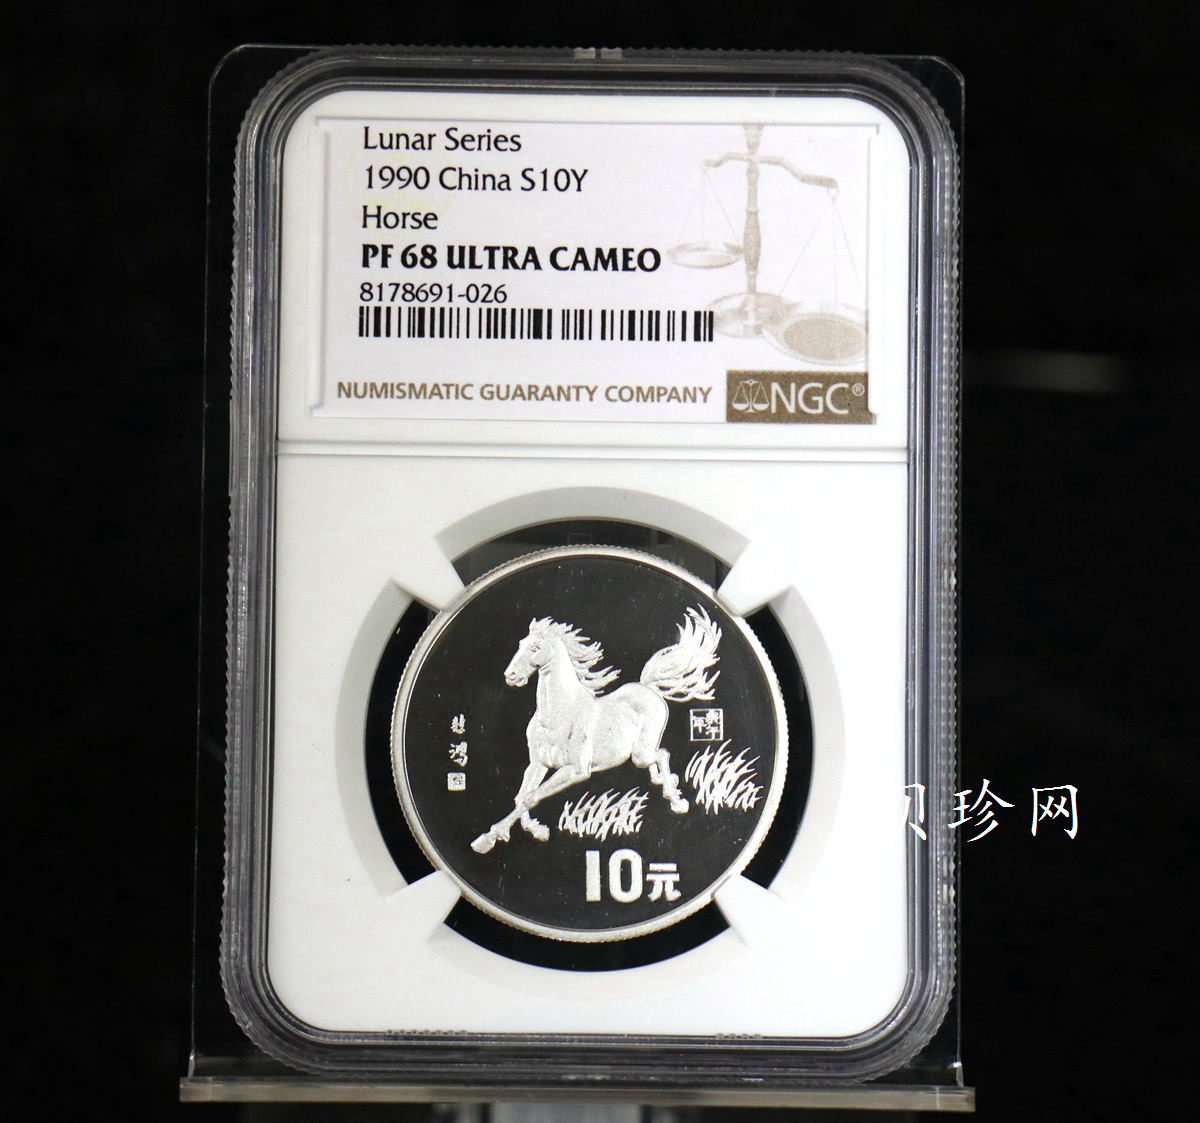 Lunar Series
1990 China S10Y
Horse
PF 68 ULTRA CAMEO
8178691-026
NUMISMATIC GUARANTY COMPANY
NGC®
悲鸿
10元
贝珍网